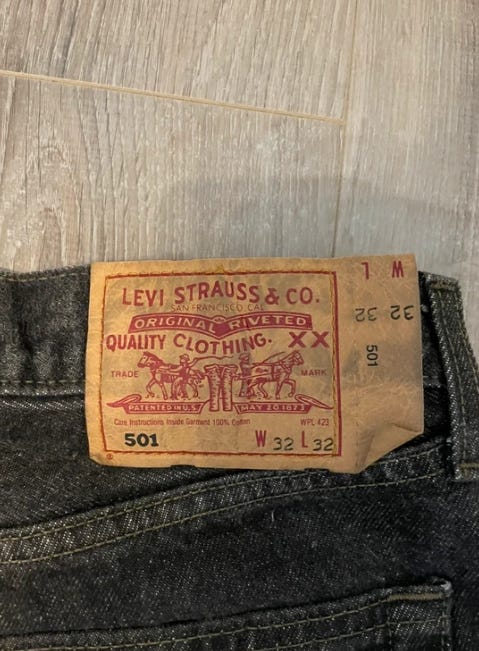 LEVI STRAUSS & CO.
SAN FRANCISCO CAL
ORIGINAL RIVETED
QUALITY CLOTHING. XX
TRADE MARK
PATENTED IN U.S. MAY 20 1873
Care Instructions Inside Garment 100% Cotton WPL 423
501 W 32 L 32
®
W L
32 32
501